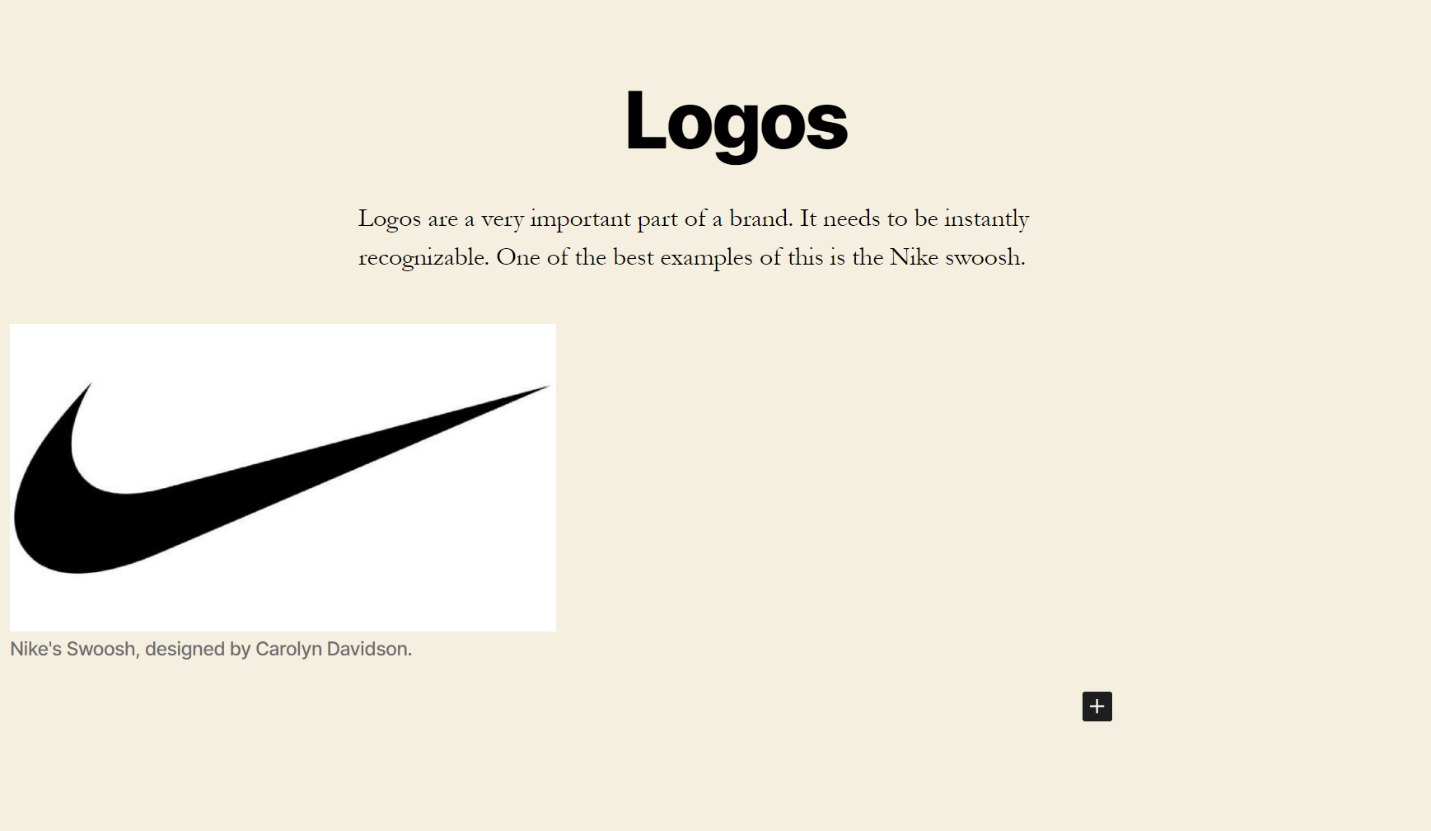 Logos
Logos are a very important part of a brand. It needs to be instantly
recognizable. One of the best examples of this is the Nike swoosh.
Nike's Swoosh, designed by Carolyn Davidson.